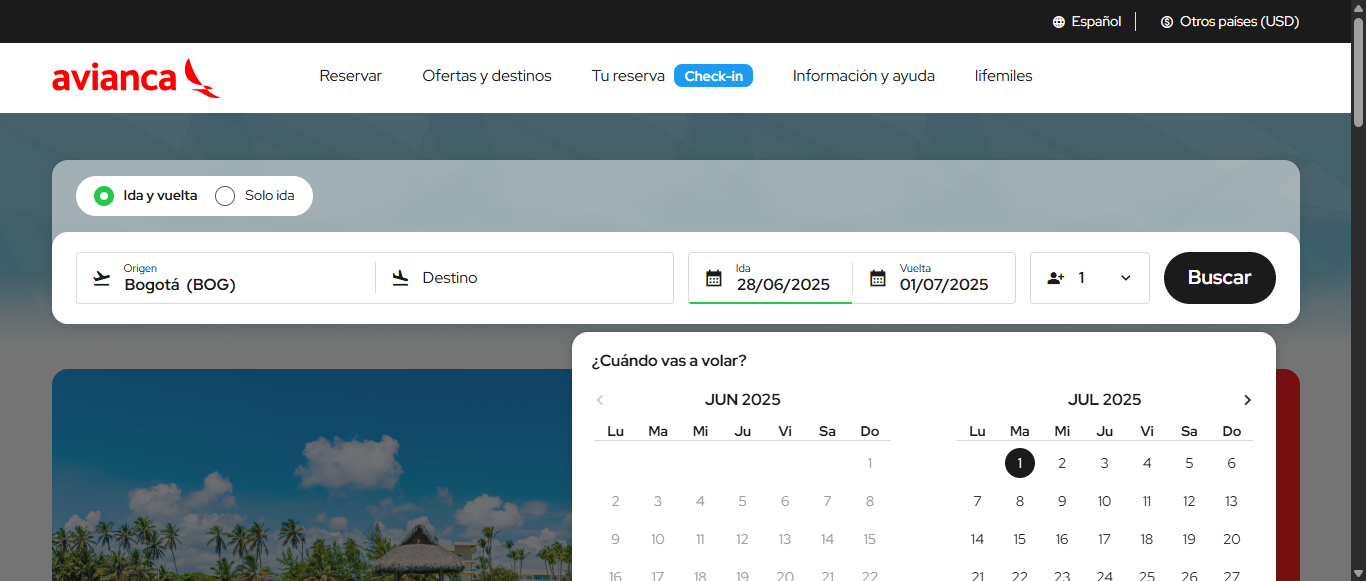 Español
Otros países (USD)
avianca
Reservar
Ofertas y destinos
Tu reserva
Check-in
Información y ayuda
lifemiles
Ida y vuelta
Solo ida
Origen
Bogotá (BOG)
Destino
Ida
28/06/2025
Vuelta
01/07/2025
1
Buscar
¿Cuándo vas a volar?
JUN 2025
Lu Ma Mi Ju Vi Sa Do
1
2 3 4 5 6 7 8
9 10 11 12 13 14 15
16 17 18 19 20 21 22
JUL 2025
Lu Ma Mi Ju Vi Sa Do
1 2 3 4 5 6
7 8 9 10 11 12 13
14 15 16 17 18 19 20
21 22 23 24 25 26 27